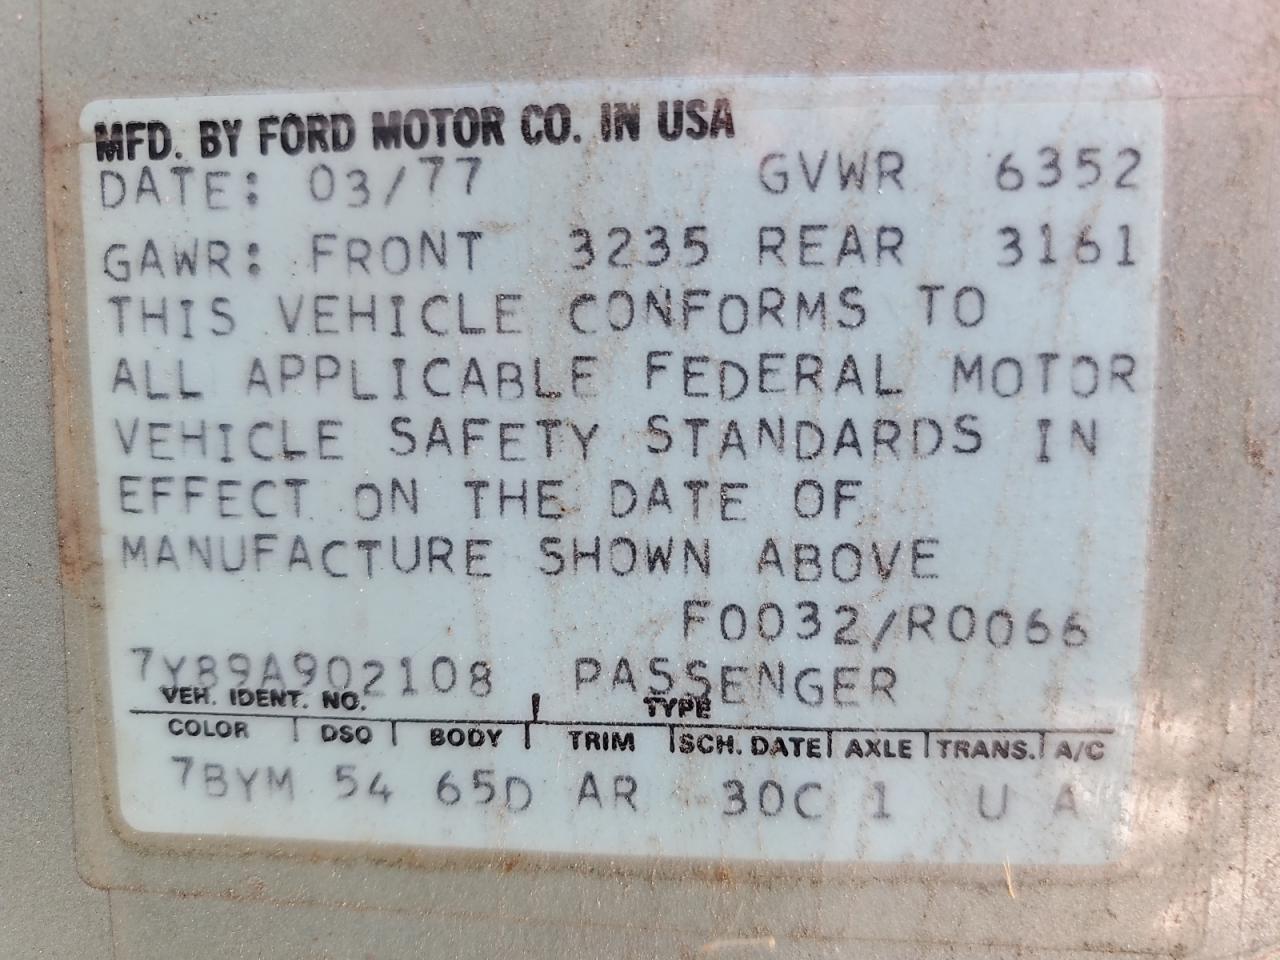 MFD. BY FORD MOTOR CO. IN USA
DATE: 03/77 GVWR 6352
GAWR: FRONT 3235 REAR 3161
THIS VEHICLE CONFORMS TO
ALL APPLICABLE FEDERAL MOTOR
VEHICLE SAFETY STANDARDS IN
EFFECT ON THE DATE OF
MANUFACTURE SHOWN ABOVE
F0032/R0066
7Y89A902108 PASSENGER
VEH. IDENT. NO. TYPE
COLOR DSO BODY TRIM SCH. DATE AXLE TRANS. A/C
7BYM 54 65D AR 30C 1 U A